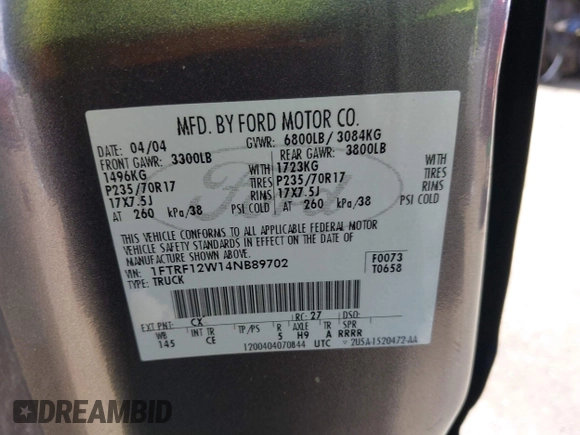 MFD. BY FORD MOTOR CO.
DATE: 04/04 GVWR: 6800LB/ 3084KG
FRONT GAWR: 3300LB REAR GAWR: 3800LB
1496KG WITH 1723KG WITH
P235/70R17 TIRES P235/70R17 TIRES
17X7.5J RIMS 17X7.5J RIMS
AT 260 kPa/38 PSI COLD AT 260 kPa/38 PSI COLD
THIS VEHICLE CONFORMS TO ALL APPLICABLE FEDERAL MOTOR
VEHICLE SAFETY STANDARDS IN EFFECT ON THE DATE OF
MANUFACTURE SHOWN ABOVE.
VIN: 1FTRF12W14NB89702 F0073
TYPE: TRUCK T0658
EXT PNT: CX RC: 27 DSO:
WB INT TR TP/PS R AXLE TR SPR
145 CE 5 H9 A RRRR
1200404070844 UTC 2U5A-1520472-AA
Ford
DREAMBID